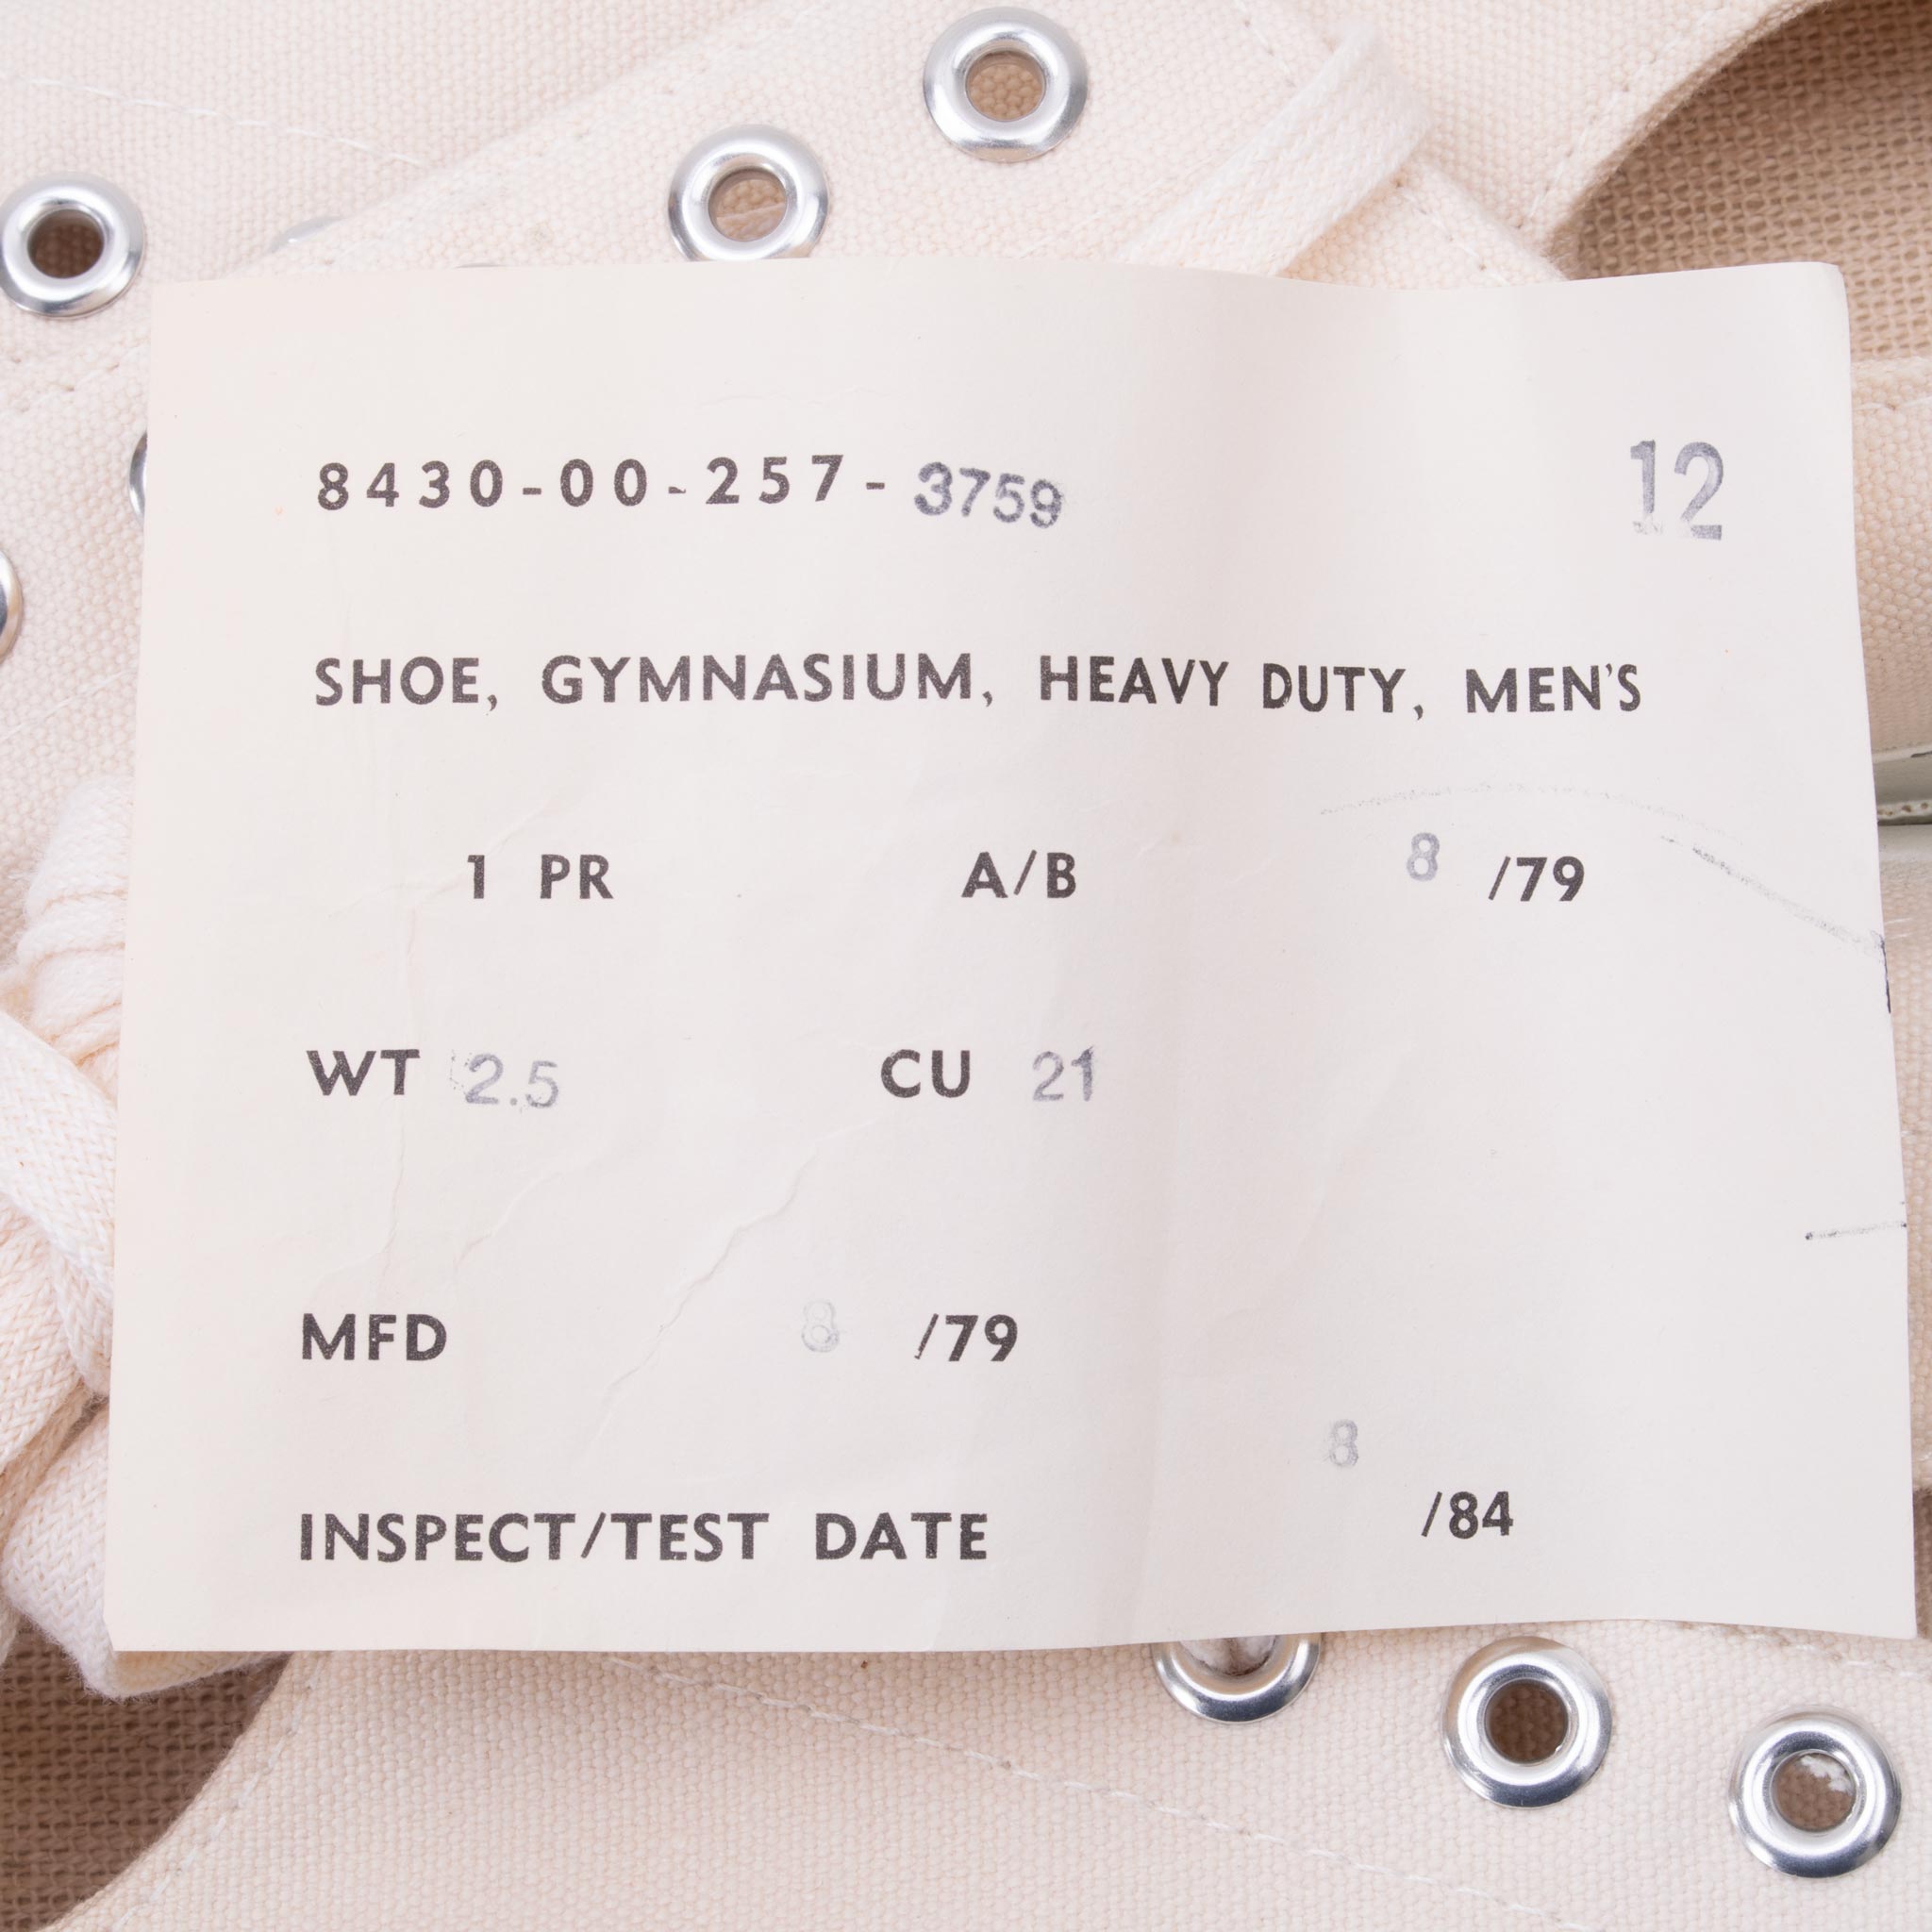 8430-00-257-3759 12
SHOE, GYMNASIUM, HEAVY DUTY, MEN'S
1 PR A/B 8 /79
WT 2.5 CU 21
MFD 8 /79
8
INSPECT/TEST DATE /84